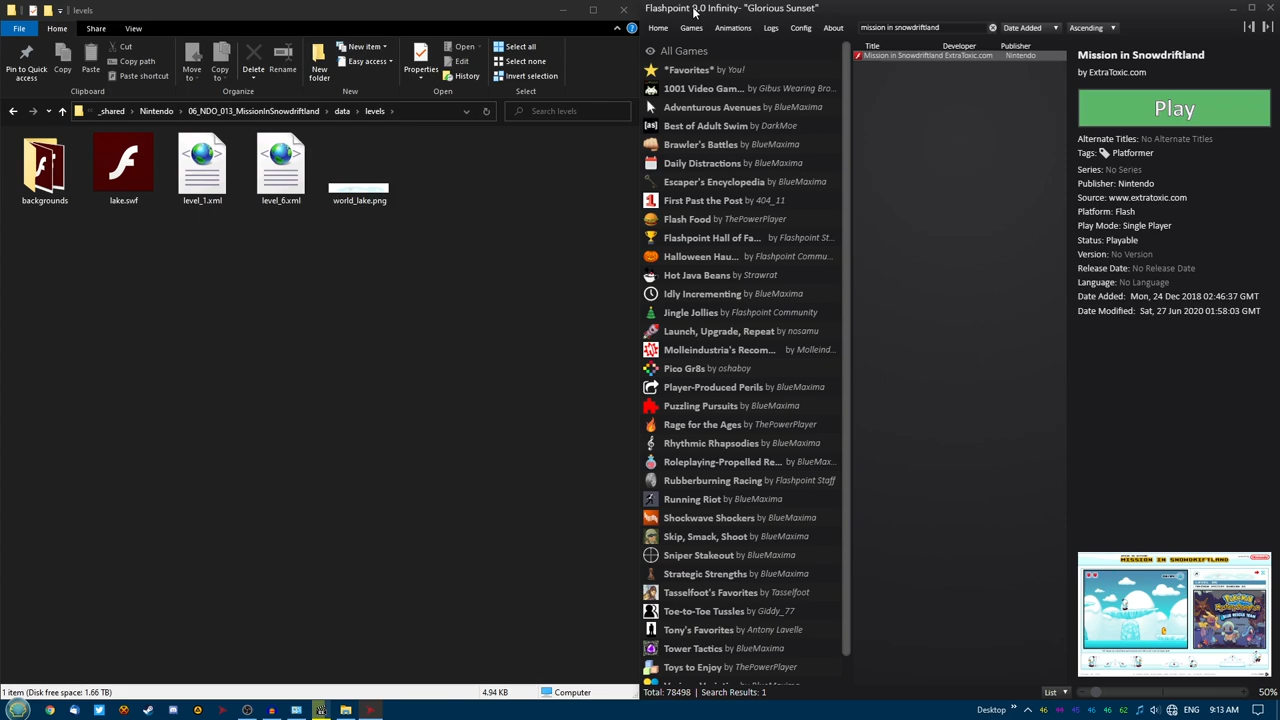 levels
File
Home
Share
View
Pin to Quick access
Copy
Paste
Cut
Copy path
Paste shortcut
Clipboard
Move to
Copy to
Delete
Rename
Organize
New folder
New item
Easy access
New
Properties
Open
Edit
History
Open
Select all
Select none
Invert selection
Select
_shared > Nintendo > 06_NDO_013_MissionInSnowdriftland > data > levels >
Search levels
backgrounds
lake.swf
level_1.xml
level_6.xml
world_lake.png
1 item (Disk free space: 1.66 TB)
4.94 KB
Computer
Flashpoint 9.0 Infinity- "Glorious Sunset"
Home Games Animations Logs Config About
mission in snowdriftland
Date Added
Ascending
All Games
*Favorites* by You!
1001 Video Gam... by Gibus Wearing Bro...
Adventurous Avenues by BlueMaxima
Best of Adult Swim by DarkMoe
Brawler's Battles by BlueMaxima
Daily Distractions by BlueMaxima
Escaper's Encyclopedia by BlueMaxima
First Past the Post by 404_11
Flash Food by ThePowerPlayer
Flashpoint Hall of Fa... by Flashpoint St...
Halloween Hau... by Flashpoint Commu...
Hot Java Beans by Strawrat
Idly Incrementing by BlueMaxima
Jingle Jollies by Flashpoint Community
Launch, Upgrade, Repeat by nosamu
Molleindustria's Recom... by Molleind...
Pico Gr8s by oshaboy
Player-Produced Perils by BlueMaxima
Puzzling Pursuits by BlueMaxima
Rage for the Ages by ThePowerPlayer
Rhythmic Rhapsodies by BlueMaxima
Roleplaying-Propelled Re... by BlueMax...
Rubberburning Racing by Flashpoint Staff
Running Riot by BlueMaxima
Shockwave Shockers by BlueMaxima
Skip, Smack, Shoot by BlueMaxima
Sniper Stakeout by BlueMaxima
Strategic Strengths by BlueMaxima
Tasselfoot's Favorites by Tasselfoot
Toe-to-Toe Tussles by Giddy_77
Tony's Favorites by Antony Lavelle
Tower Tactics by BlueMaxima
Toys to Enjoy by ThePowerPlayer
Total: 78498 | Search Results: 1
Title Developer Publisher
Mission in Snowdriftland ExtraToxic.com Nintendo
Mission in Snowdriftland
by ExtraToxic.com
Play
Alternate Titles: No Alternate Titles
Tags: Platformer
Series: No Series
Publisher: Nintendo
Source: www.extratoxic.com
Platform: Flash
Play Mode: Single Player
Status: Playable
Version: No Version
Release Date: No Release Date
Language: No Language
Date Added: Mon, 24 Dec 2018 02:46:37 GMT
Date Modified: Sat, 27 Jun 2020 01:58:03 GMT
MISSION IN SNOWDRIFTLAND
List
50%
Desktop
46 44 46 46 62
ENG
9:13 AM